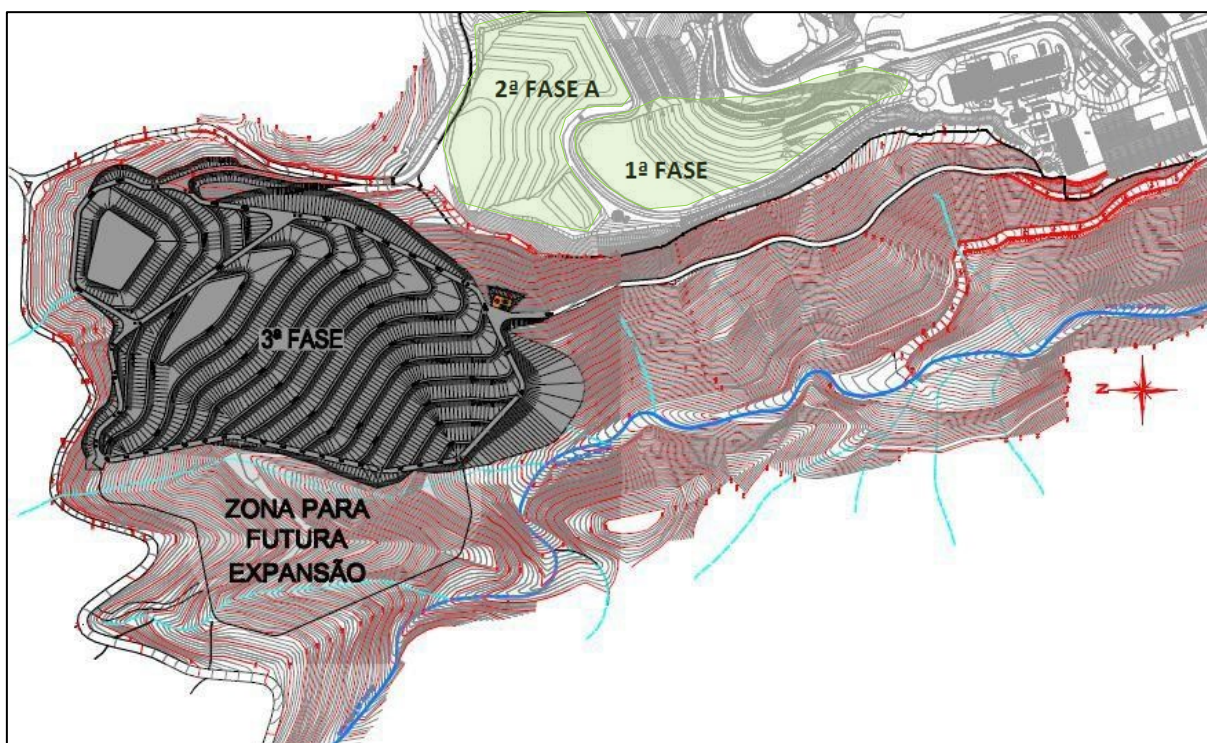 2ª FASE A
1ª FASE
3ª FASE
N
ZONA PARA
FUTURA
EXPANSÃO